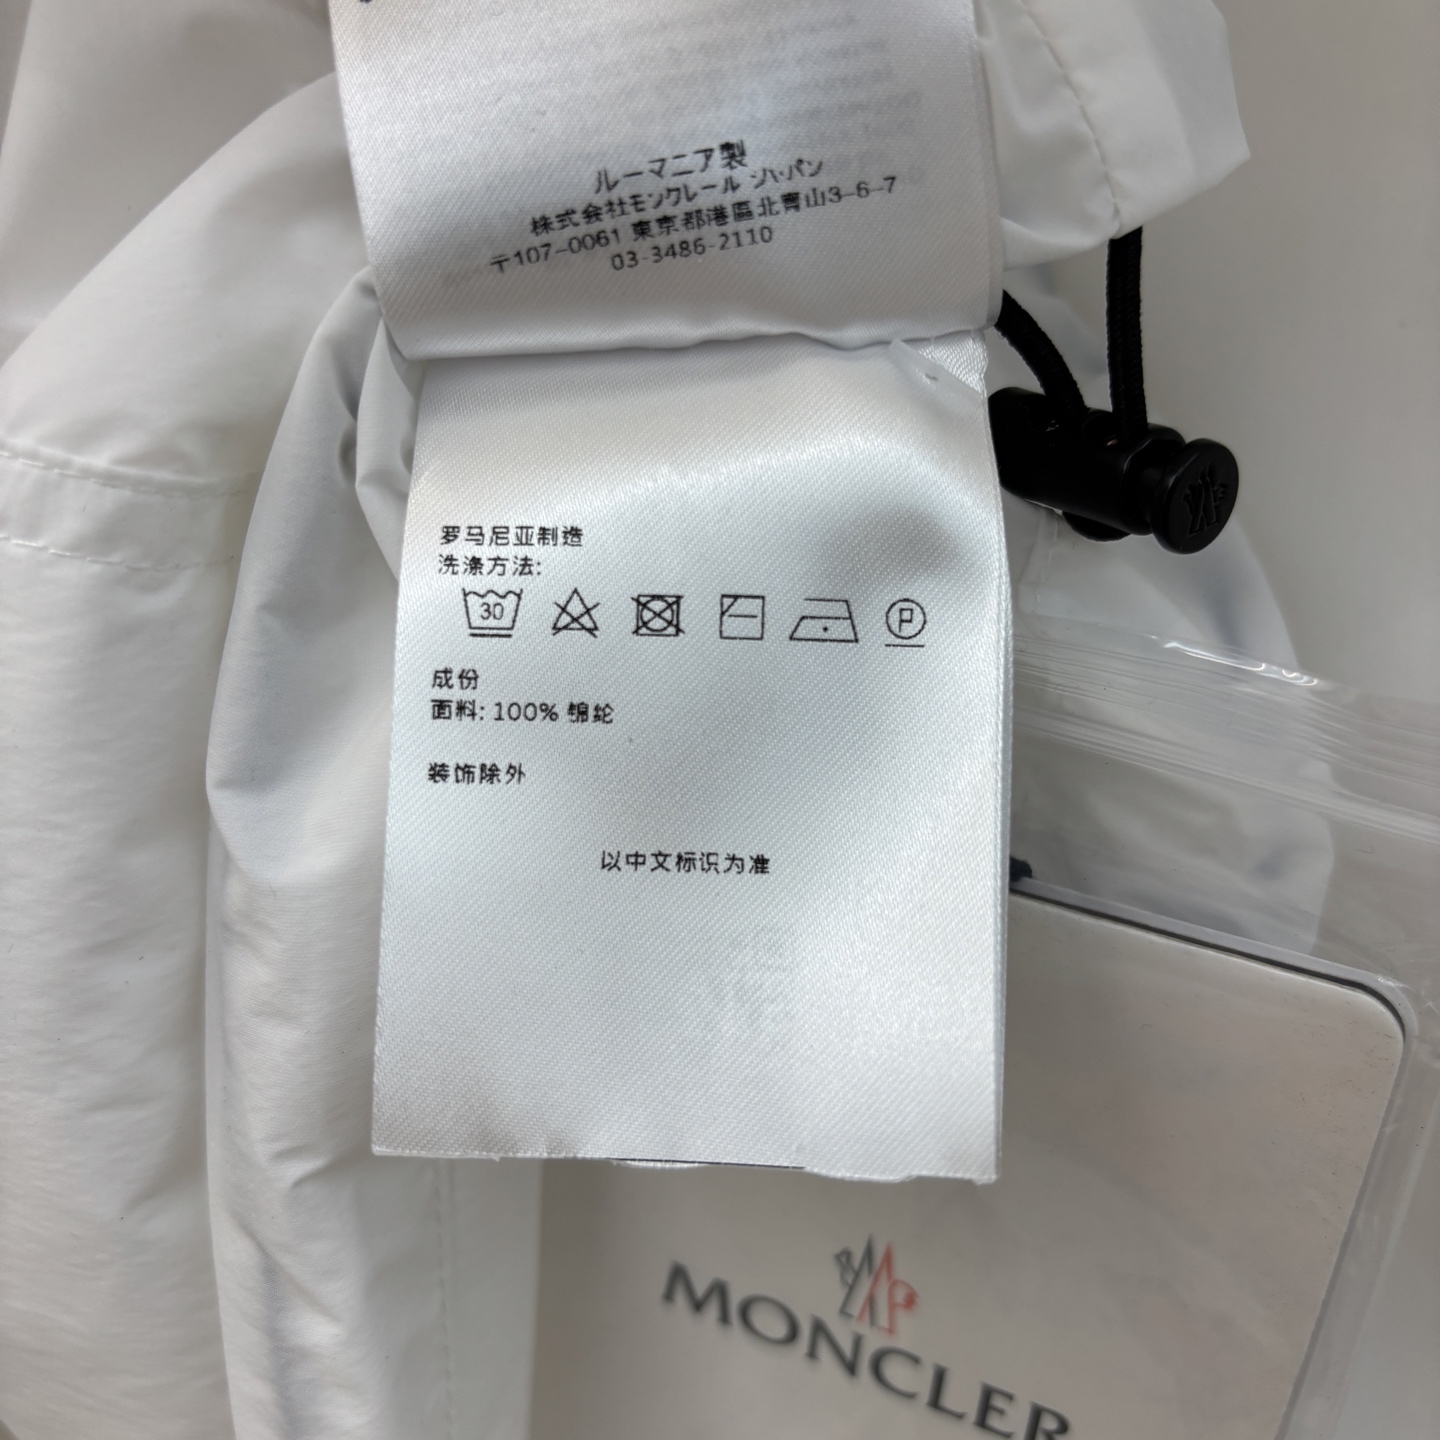 ルーマニア製
株式会社モンクレール ジャパン
〒107-0061 東京都港區北青山3-6-7
03-3486-2110
罗马尼亚制造
洗涤方法:
30
P
成份
面料: 100% 锦纶
装饰除外
以中文标识为准
MONCLER